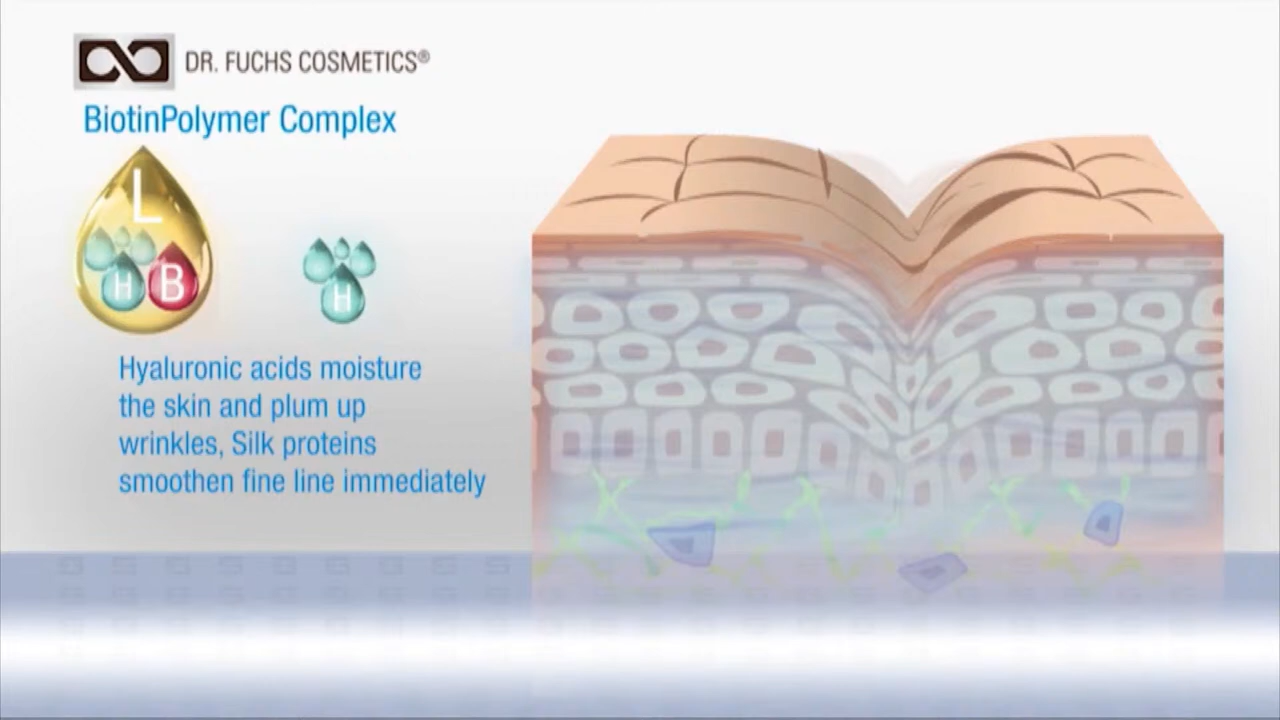 DR. FUCHS COSMETICS®
BiotinPolymer Complex
L
H B
H
Hyaluronic acids moisture
the skin and plum up
wrinkles, Silk proteins
smoothen fine line immediately